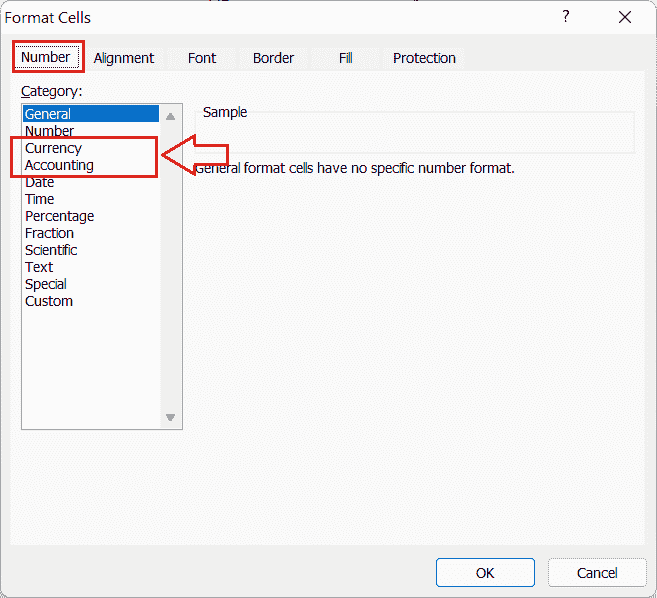 Format Cells ?
Number Alignment Font Border Fill Protection
Category:
General
Number
Currency
Accounting
Date
Time
Percentage
Fraction
Scientific
Text
Special
Custom
Sample
General format cells have no specific number format.
OK Cancel